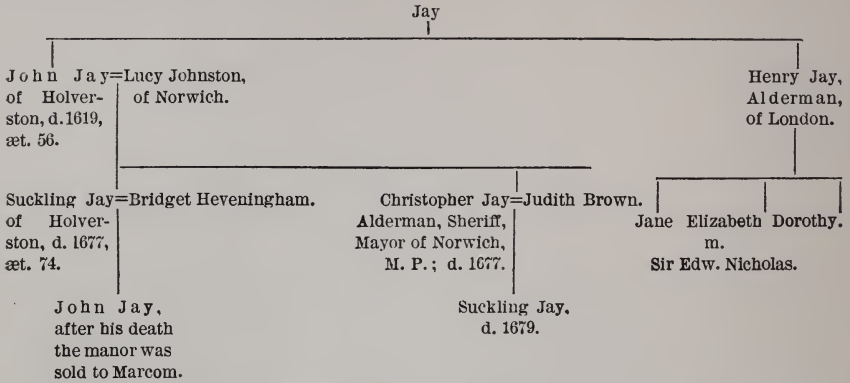 Jay
John Jay=Lucy Johnston,
of Holver- of Norwich.
ston, d.1619,
æt. 56.
Henry Jay,
Alderman,
of London.
Suckling Jay=Bridget Heveningham.
of Holver-
ston, d. 1677,
æt. 74.
Christopher Jay=Judith Brown.
Alderman, Sheriff,
Mayor of Norwich,
M. P.; d. 1677.
Jane Elizabeth Dorothy.
m.
Sir Edw. Nicholas.
John Jay,
after his death
the manor was
sold to Marcom.
Suckling Jay,
d. 1679.